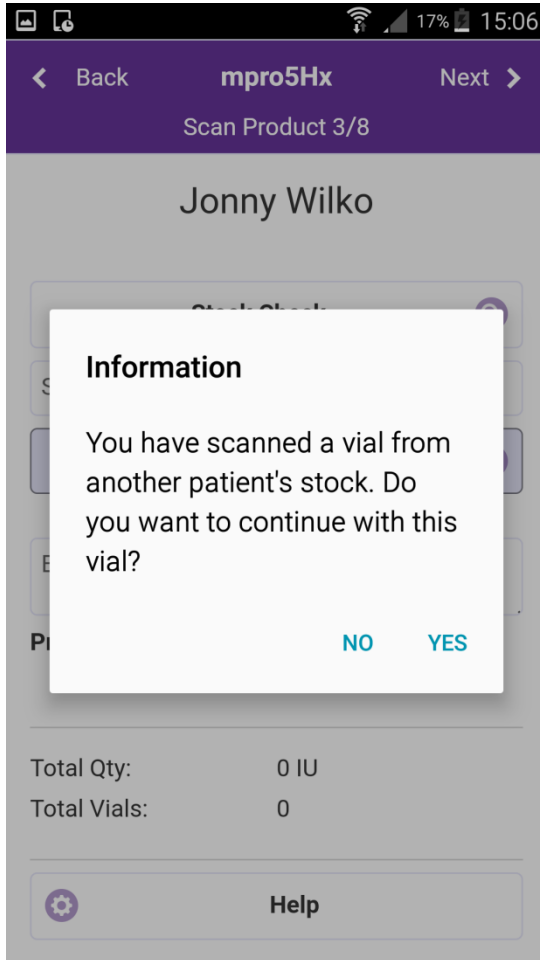 17% 15:06
Back mpro5Hx Next
Scan Product 3/8
Jonny Wilko
Stock Check
Information
You have scanned a vial from
another patient's stock. Do
you want to continue with this
vial?
NO YES
Total Qty: 0 IU
Total Vials: 0
Help